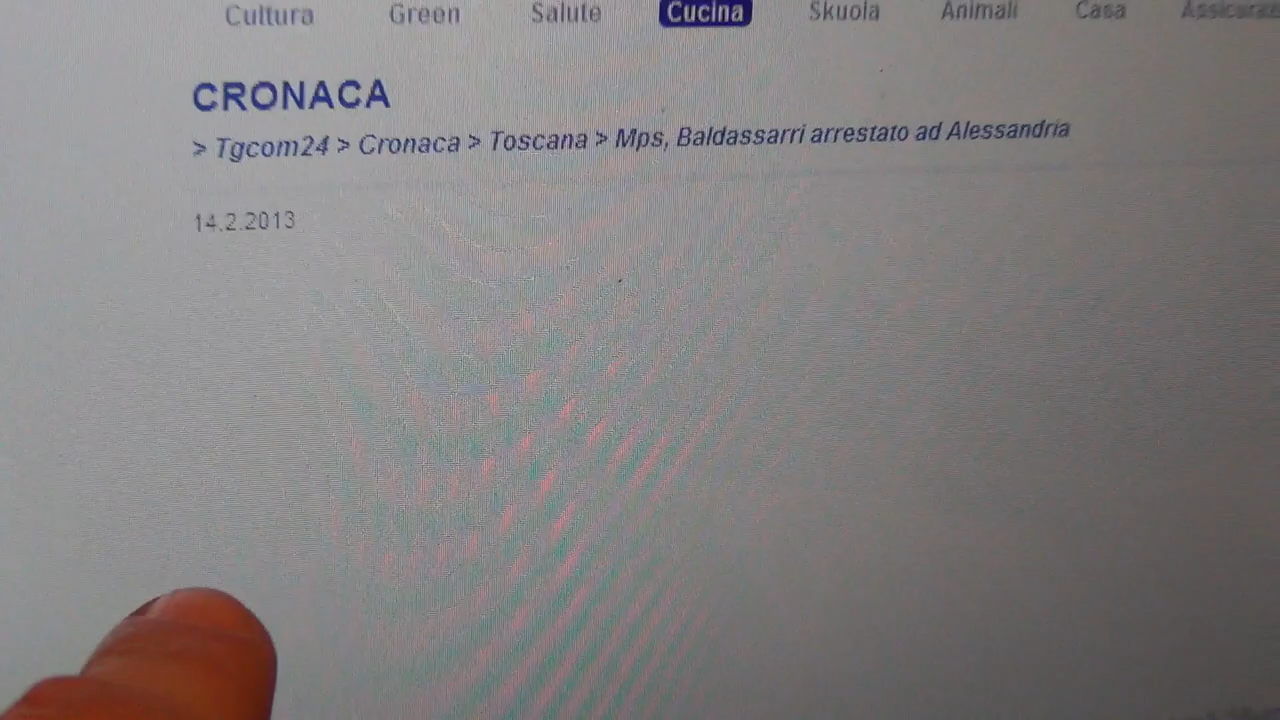 Cultura Green Salute Cucina Skuola Animali Casa
CRONACA
> Tgcom24 > Cronaca > Toscana > Mps, Baldassarri arrestato ad Alessandria
14.2.2013